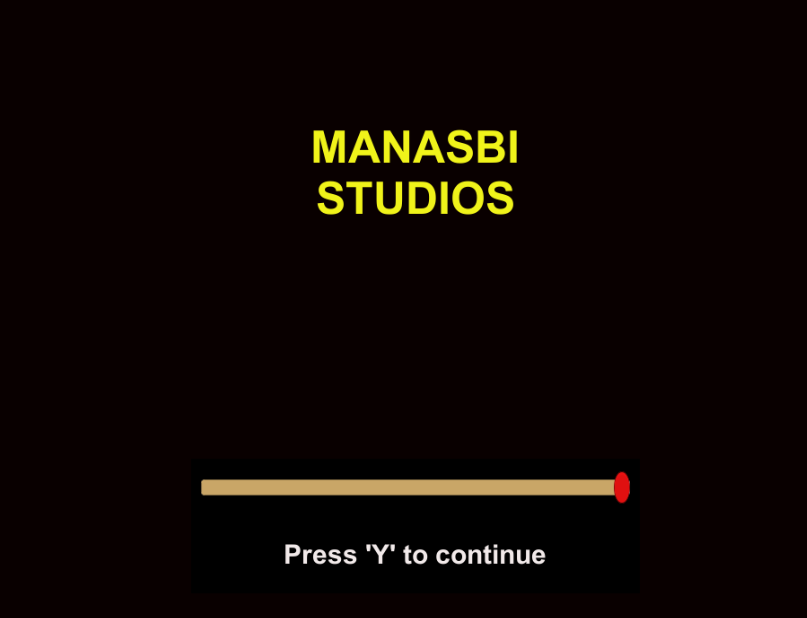 MANASBI
STUDIOS
Press 'Y' to continue